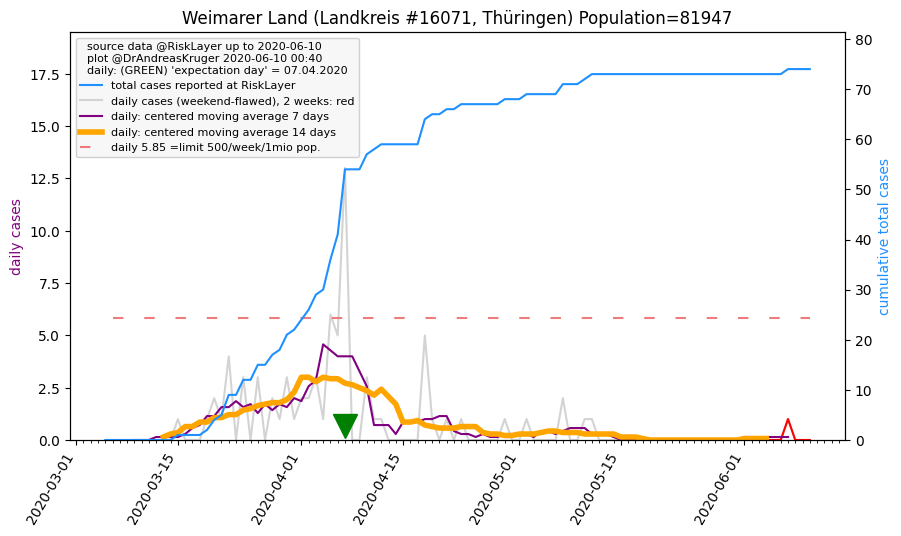 Weimarer Land (Landkreis #16071, Thüringen) Population=81947
source data @RiskLayer up to 2020-06-10
plot @DrAndreasKruger 2020-06-10 00:40
daily: (GREEN) 'expectation day' = 07.04.2020
total cases reported at RiskLayer
daily cases (weekend-flawed), 2 weeks: red
daily: centered moving average 7 days
daily: centered moving average 14 days
daily 5.85 =limit 500/week/1mio pop.
daily cases
17.5
15.0
12.5
10.0
7.5
5.0
2.5
0.0
cumulative total cases
80
70
60
50
40
30
20
10
0
2020-03-01
2020-03-15
2020-04-01
2020-04-15
2020-05-01
2020-05-15
2020-06-01